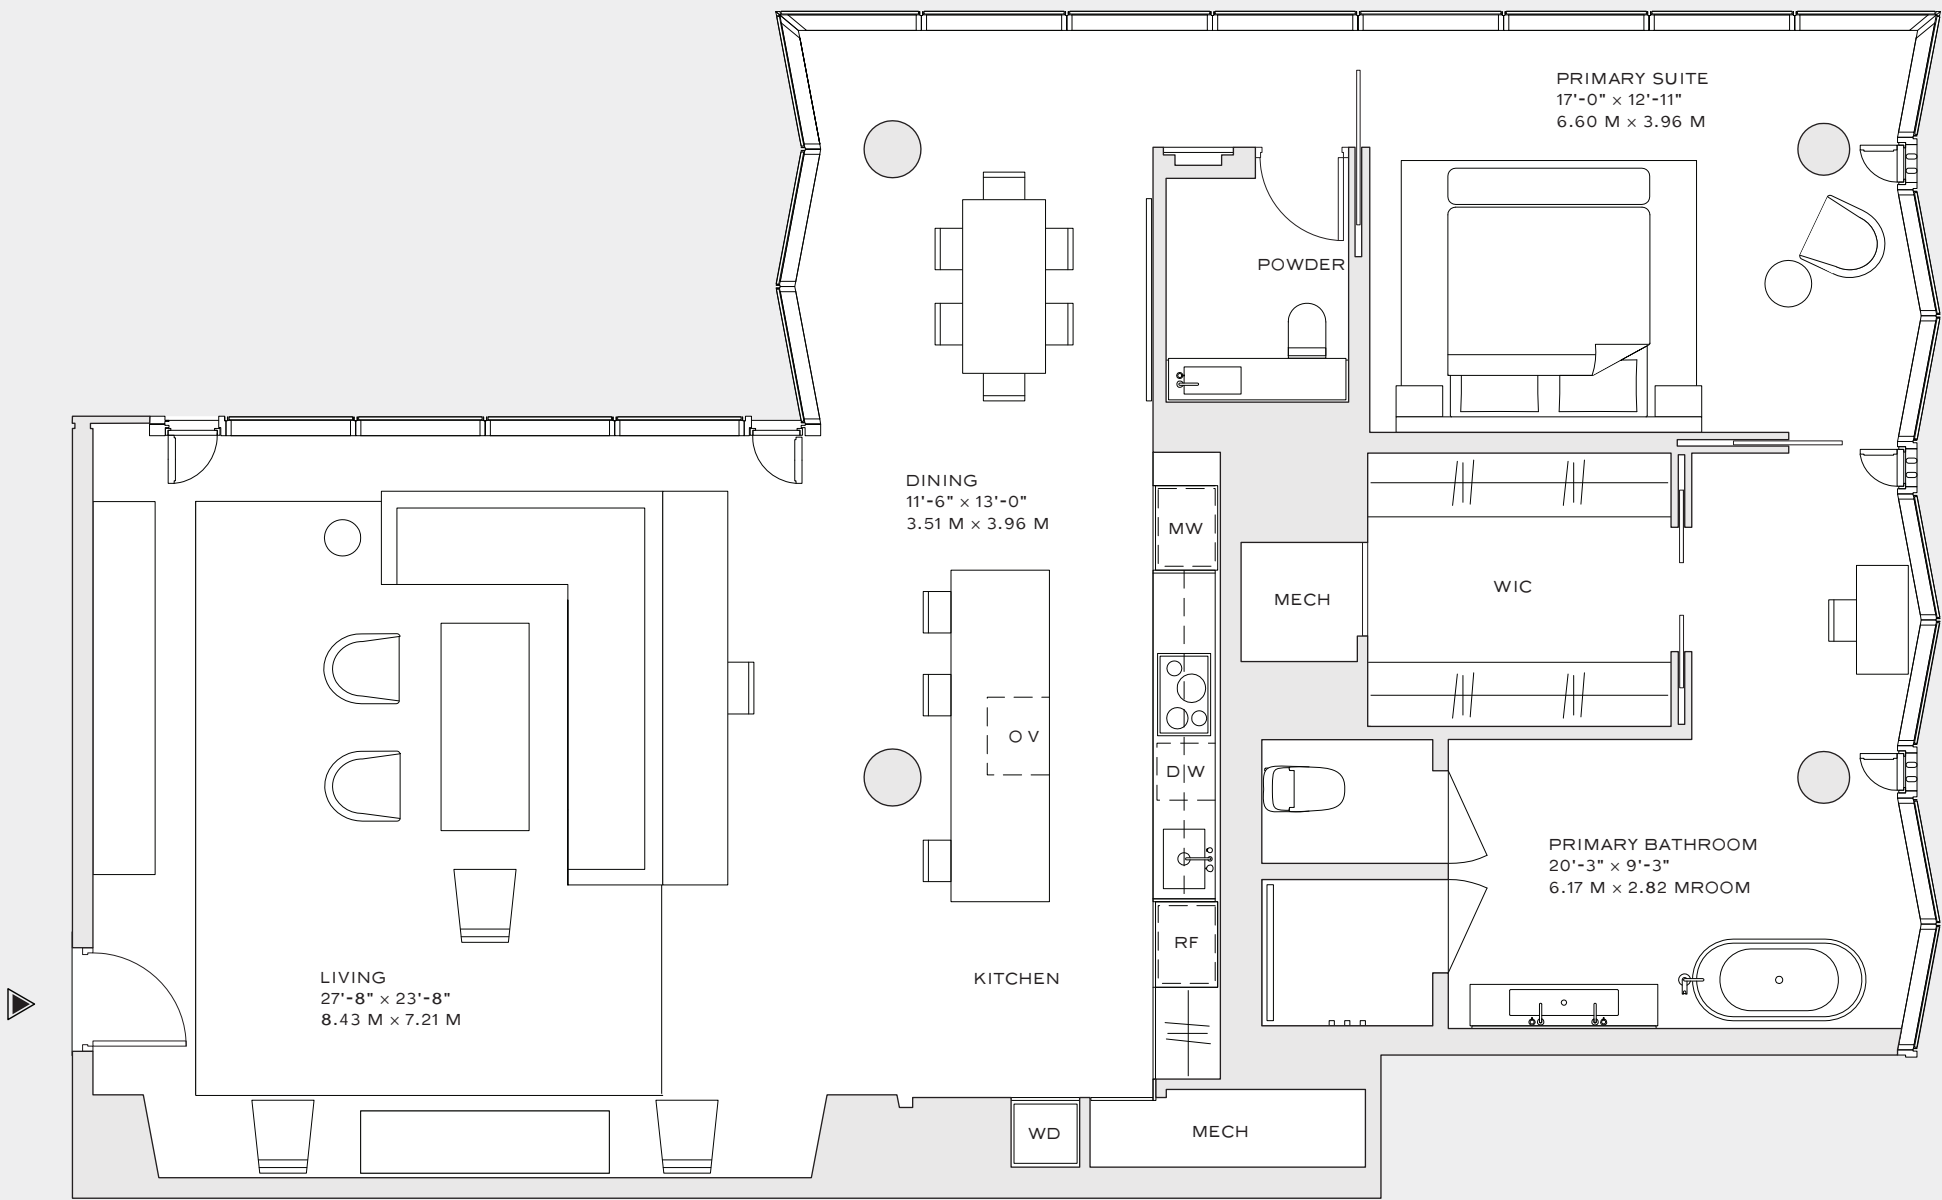 PRIMARY SUITE
17'-0" × 12'-11"
6.60 M × 3.96 M
POWDER
DINING
11'-6" × 13'-0"
3.51 M × 3.96 M
MW
MECH
WIC
OV
DW
PRIMARY BATHROOM
20'-3" × 9'-3"
6.17 M × 2.82 MROOM
RF
KITCHEN
LIVING
27'-8" × 23'-8"
8.43 M × 7.21 M
WD
MECH